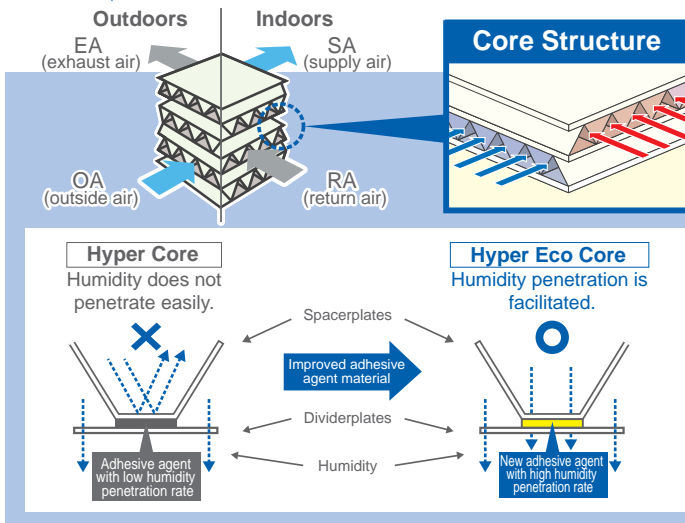 Outdoors
Indoors
EA
(exhaust air)
SA
(supply air)
OA
(outside air)
RA
(return air)
Core Structure
Hyper Core
Humidity does not
penetrate easily.
Hyper Eco Core
Humidity penetration is
facilitated.
Spacerplates
Improved adhesive
agent material
Dividerplates
Humidity
Adhesive agent
with low humidity
penetration rate
New adhesive agent
with high humidity
penetration rate